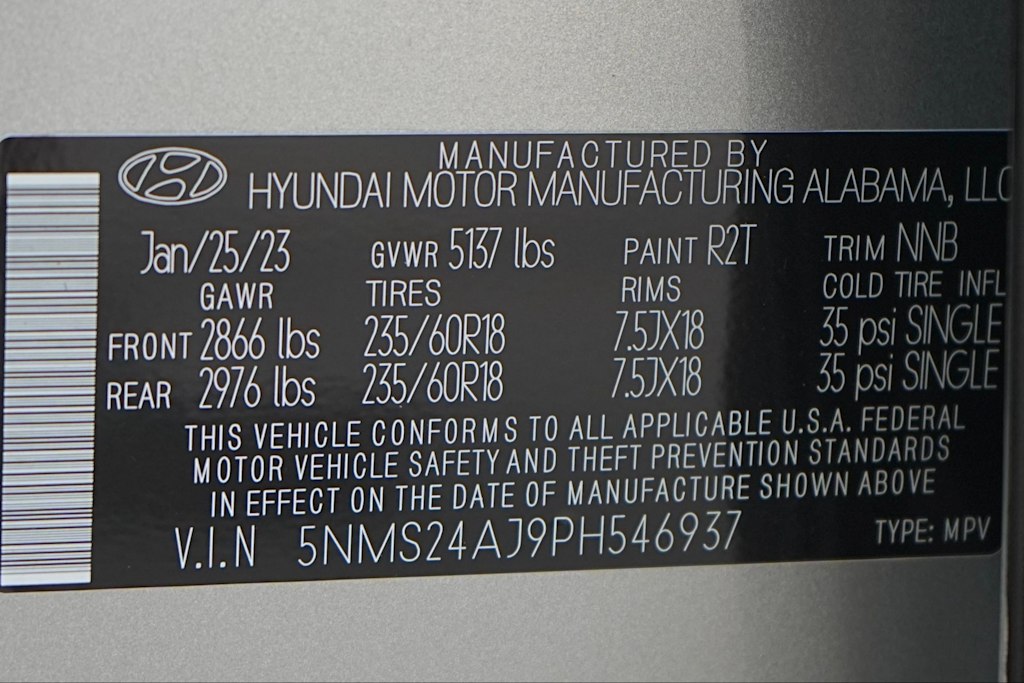 MANUFACTURED BY
HYUNDAI MOTOR MANUFACTURING ALABAMA, LLC
Jan/25/23 GVWR 5137 lbs PAINT R2T TRIM NNB
GAWR TIRES RIMS COLD TIRE INFL
FRONT 2866 lbs 235/60R18 7.5JX18 35 psi SINGLE
REAR 2976 lbs 235/60R18 7.5JX18 35 psi SINGLE
THIS VEHICLE CONFORMS TO ALL APPLICABLE U.S.A. FEDERAL
MOTOR VEHICLE SAFETY AND THEFT PREVENTION STANDARDS
IN EFFECT ON THE DATE OF MANUFACTURE SHOWN ABOVE
V.I.N 5NMS24AJ9PH546937 TYPE: MPV